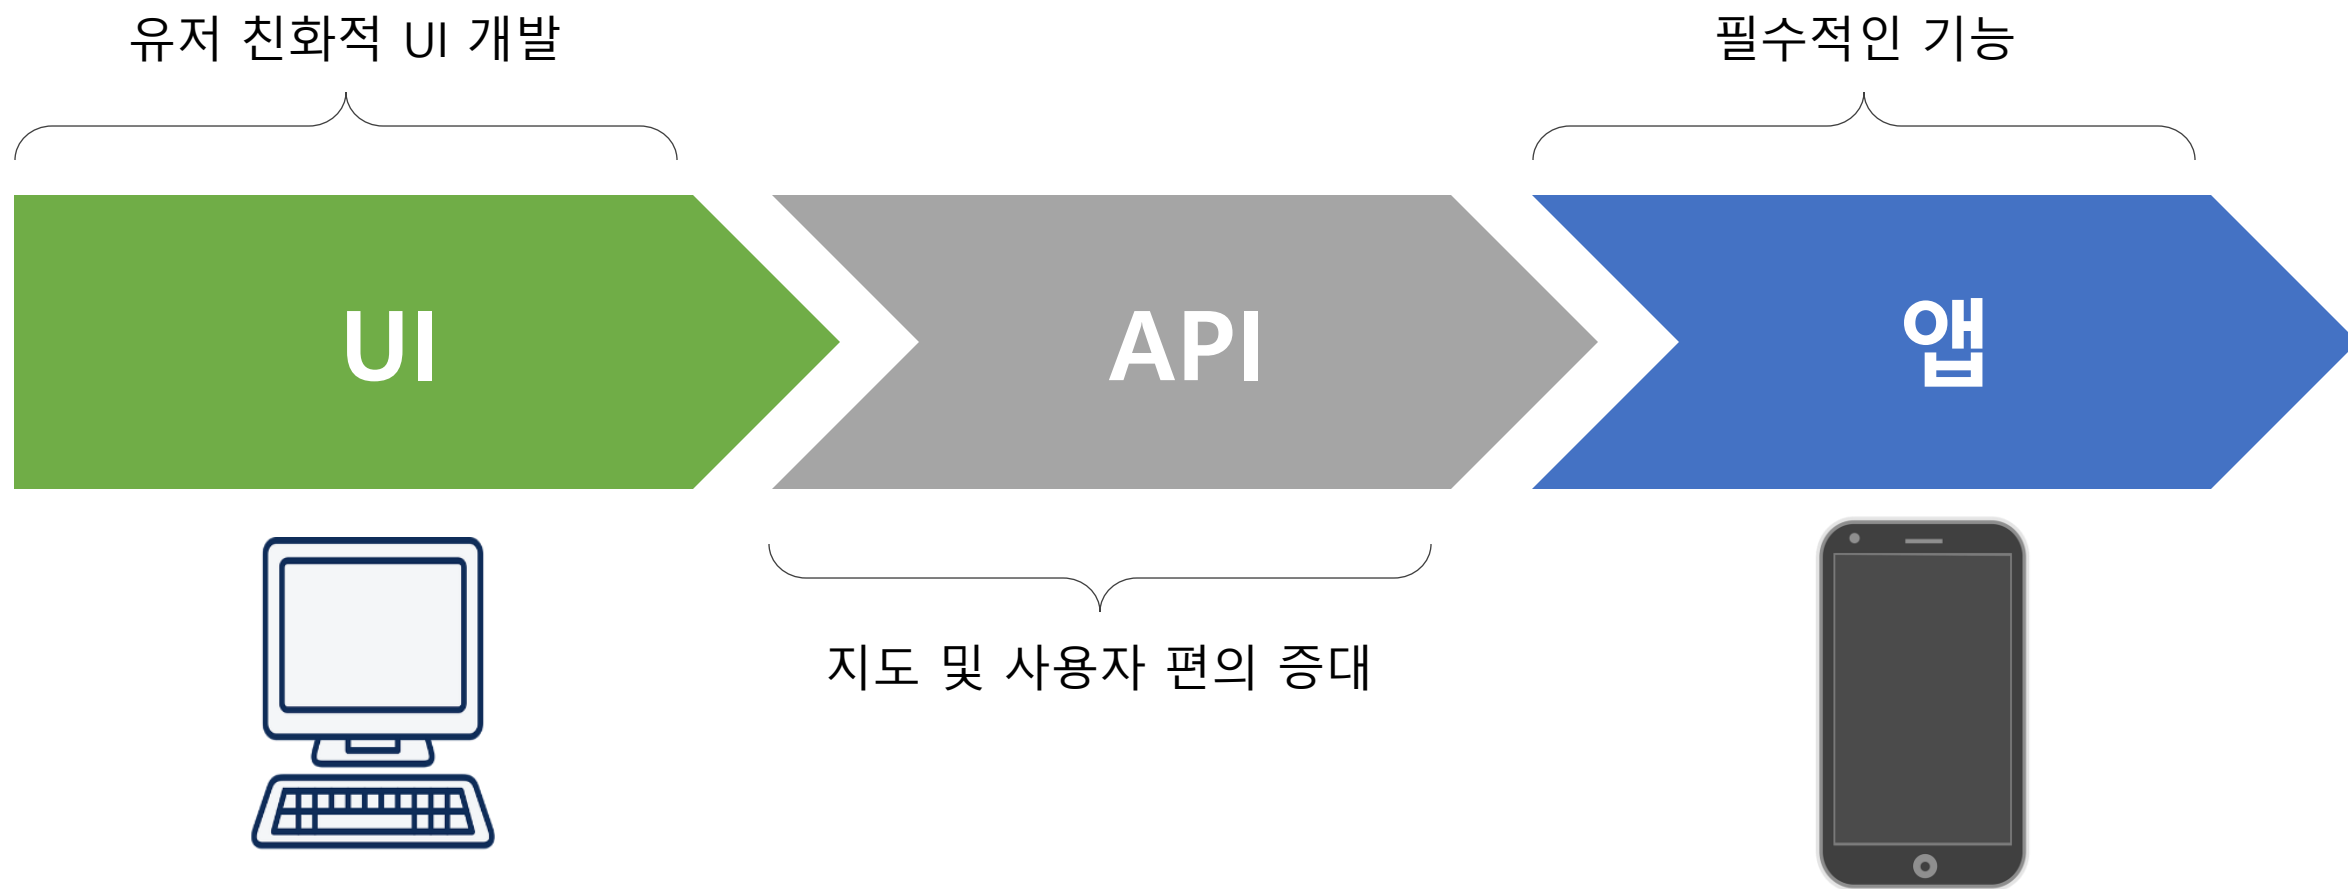 유저 친화적 UI 개발
필수적인 기능
UI
API
앱
지도 및 사용자 편의 증대